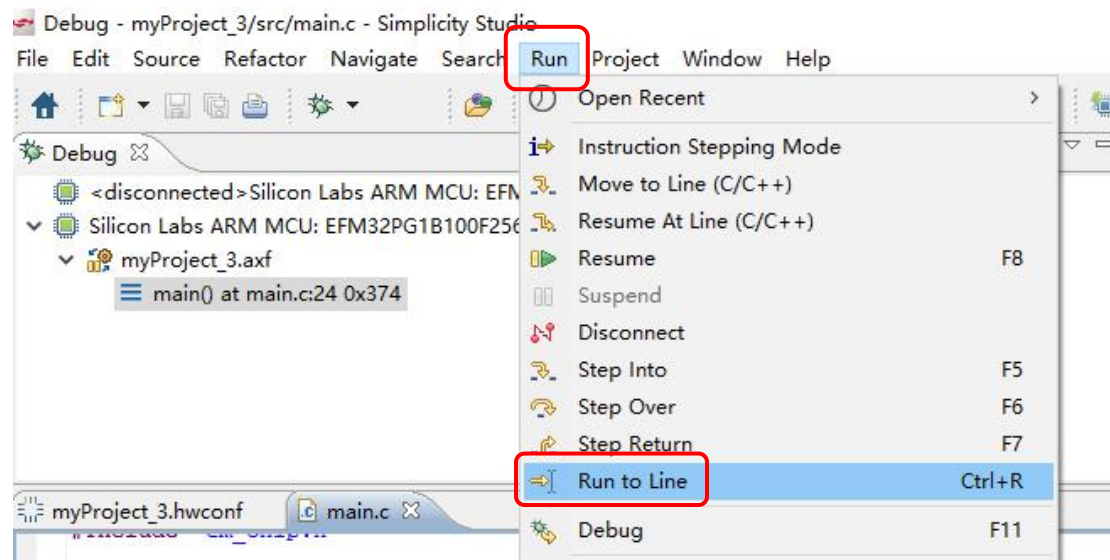 Debug - myProject_3/src/main.c - Simplicity Studio
File Edit Source Refactor Navigate Search Run Project Window Help
Open Recent
Debug
Instruction Stepping Mode
<disconnected>Silicon Labs ARM MCU: EFM
Move to Line (C/C++)
Silicon Labs ARM MCU: EFM32PG1B100F256
Resume At Line (C/C++)
myProject_3.axf
Resume F8
main() at main.c:24 0x374
Suspend
Disconnect
Step Into F5
Step Over F6
Step Return F7
Run to Line Ctrl+R
myProject_3.hwconf main.c
Debug F11